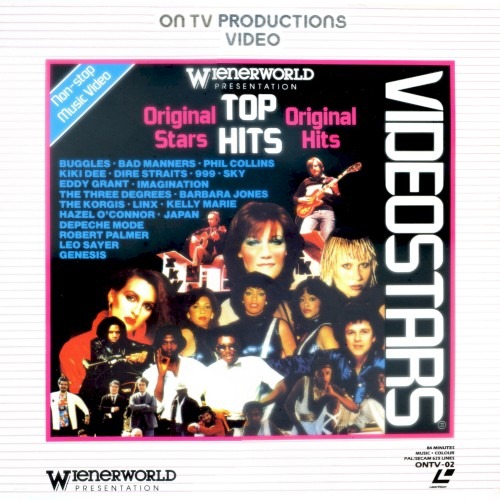 ON TV PRODUCTIONS
VIDEO
Non-stop
Music Video
WIENERWORLD
PRESENTATION
Original
Stars
TOP
HITS
Original
Hits
BUGGLES · BAD MANNERS · PHIL COLLINS
KIKI DEE · DIRE STRAITS · 999 · SKY
EDDY GRANT · IMAGINATION
THE THREE DEGREES · BARBARA JONES
THE KORGIS · LINX · KELLY MARIE
HAZEL O'CONNOR · JAPAN
DEPECHE MODE
ROBERT PALMER
LEO SAYER
GENESIS
VIDEOSTARS
84 MINUTES
MUSIC · COLOUR
PAL/SECAM 625 LINES
ONTV-02
WIENERWORLD
PRESENTATION